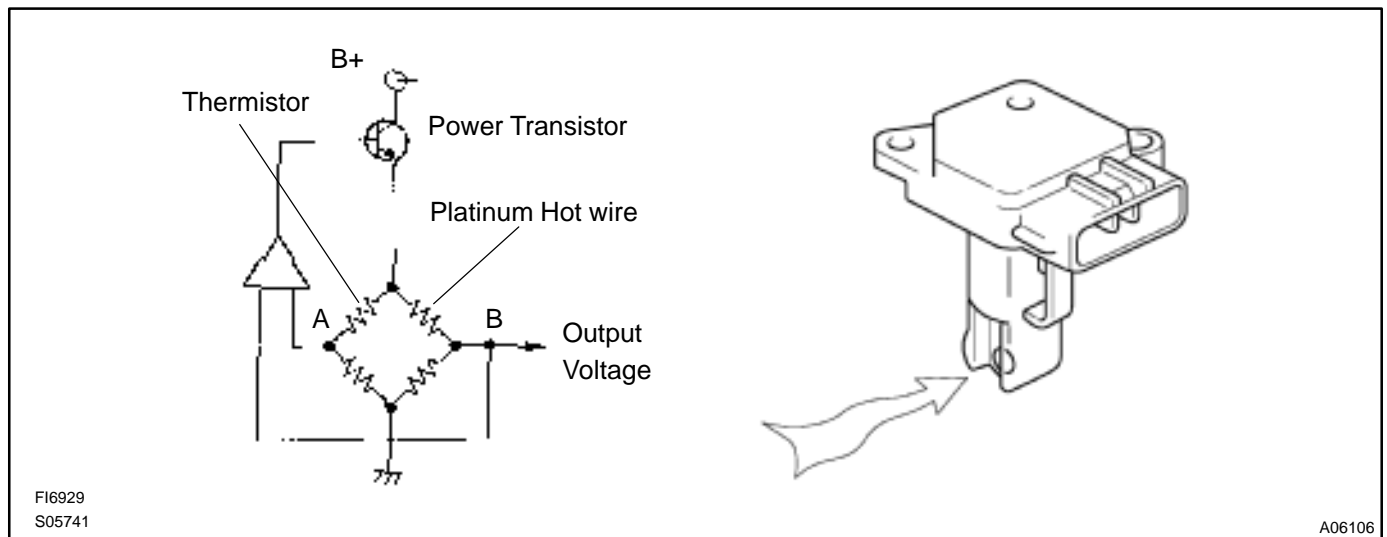 B+
Thermistor
Power Transistor
Platinum Hot wire
A
B
Output
Voltage
FI6929
S05741
A06106